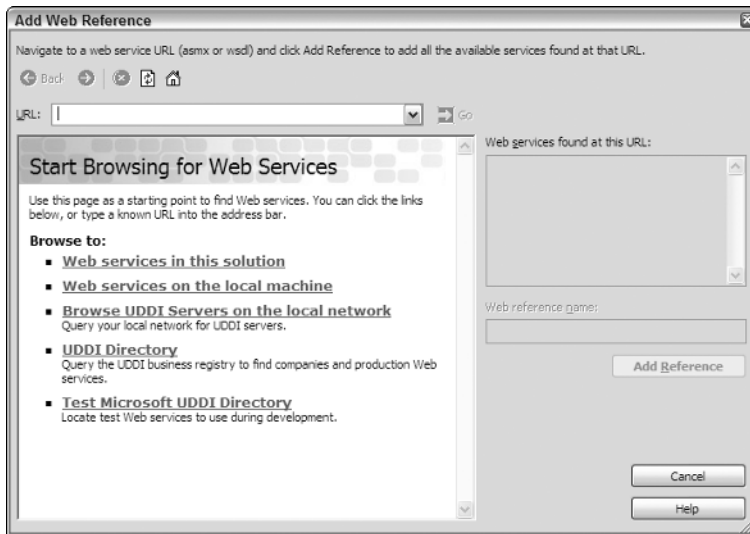 Add Web Reference
Navigate to a web service URL (asmx or wsdl) and click Add Reference to add all the available services found at that URL.
Back
URL:
Go
Start Browsing for Web Services
Use this page as a starting point to find Web services. You can click the links
below, or type a known URL into the address bar.
Browse to:
Web services in this solution
Web services on the local machine
Browse UDDI Servers on the local network
Query your local network for UDDI servers.
UDDI Directory
Query the UDDI business registry to find companies and production Web
services.
Test Microsoft UDDI Directory
Locate test Web services to use during development.
Web services found at this URL:
Web reference name:
Add Reference
Cancel
Help